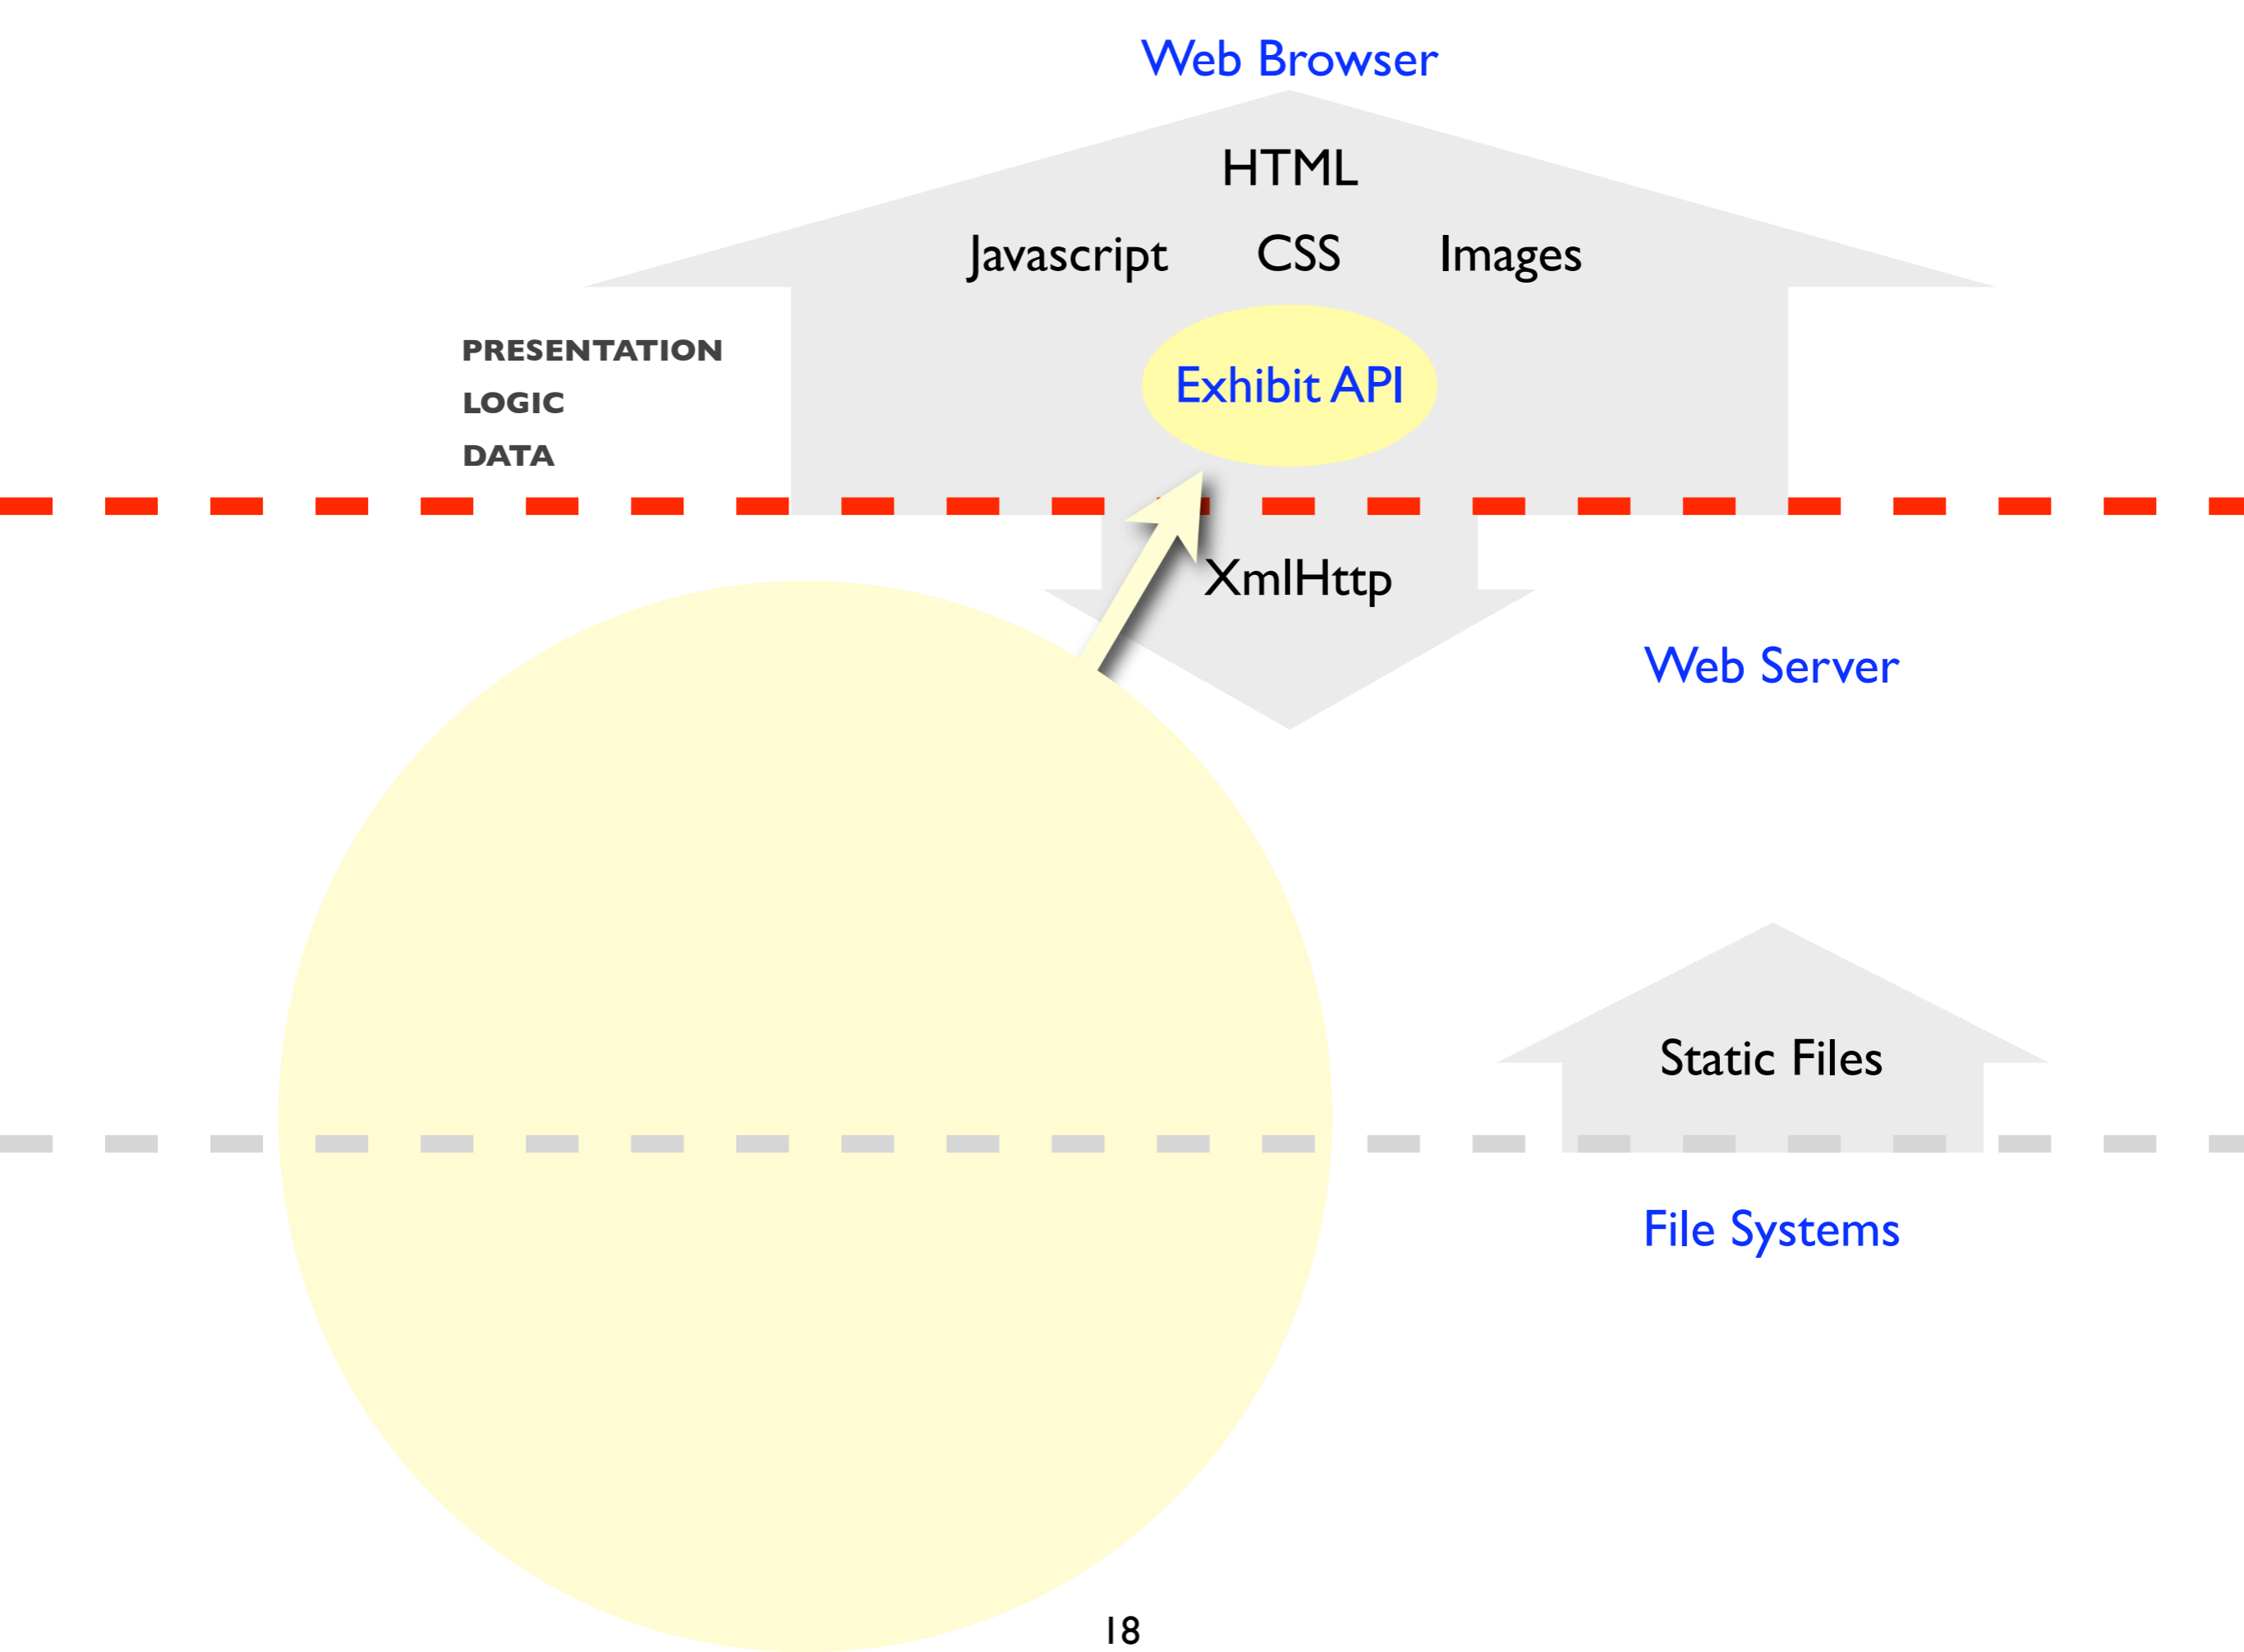 Web Browser
HTML
Javascript CSS Images
PRESENTATION
LOGIC
DATA
Exhibit API
XmlHttp
Web Server
Static Files
File Systems
18